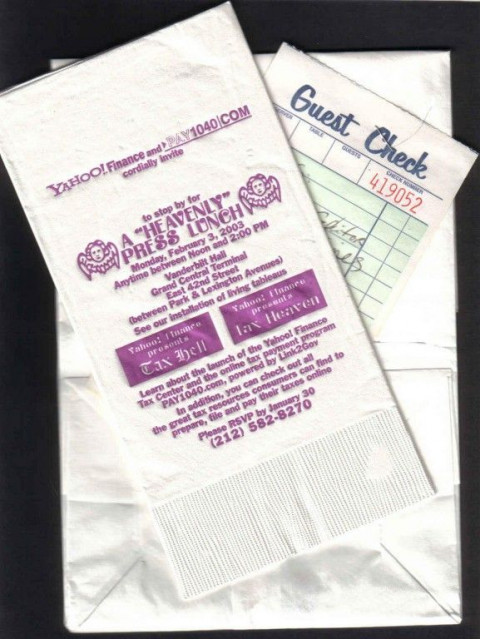 YAHOO! Finance and PAY1040.COM
cordially invite
to stop by for
A "HEAVENLY"
PRESS LUNCH
Monday, February 3, 2003
Anytime between Noon and 2:00 PM
Vanderbilt Hall
Grand Central Terminal
East 42nd Street
(between Park & Lexington Avenues)
See our installation of living tableaus
Yahoo! Finance
presents
Tax Hell
Yahoo! Finance
presents
Tax Heaven
Learn about the launch of the Yahoo! Finance
Tax Center and the online tax payment program
PAY1040.com, powered by Link2Gov
In addition, you can check out all
the great tax resources consumers can find to
prepare, file and pay their taxes online
Please RSVP by January 30
(212) 582-8270
Guest Check
TABLE
GUESTS
CHECK NUMBER
419052